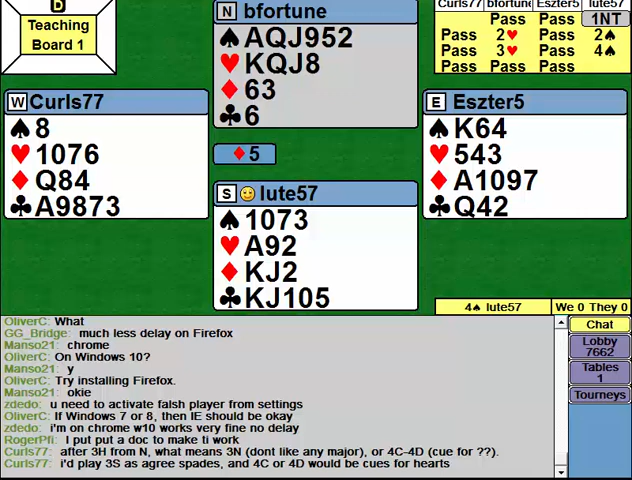 D
Teaching
Board 1
N bfortune
♠AQJ952
♥KQJ8
♦63
♣6
Curls77 bfortune Eszter5 lute57
Pass Pass 1NT
Pass 2♥ Pass 2♠
Pass 3♥ Pass 4♠
Pass Pass Pass
W Curls77
♠8
♥1076
♦Q84
♣A9873
♦5
E Eszter5
♠K64
♥543
♦A1097
♣Q42
S lute57
♠1073
♥A92
♦KJ2
♣KJ105
4♠ lute57
We 0 They 0
OliverC: What
GG_Bridge: much less delay on Firefox
Manso21: chrome
OliverC: On Windows 10?
Manso21: y
OliverC: Try installing Firefox.
Manso21: okie
zdedo: u need to activate falsh player from settings
OliverC: If Windows 7 or 8, then IE should be okay
zdedo: i'm on chrome w10 works very fine no delay
RogerPfi: I put put a doc to make ti work
Curls77: after 3H from N, what means 3N (dont like any major), or 4C-4D (cue for ??).
Curls77: i'd play 3S as agree spades, and 4C or 4D would be cues for hearts
Chat
Lobby
7662
Tables
1
Tourneys